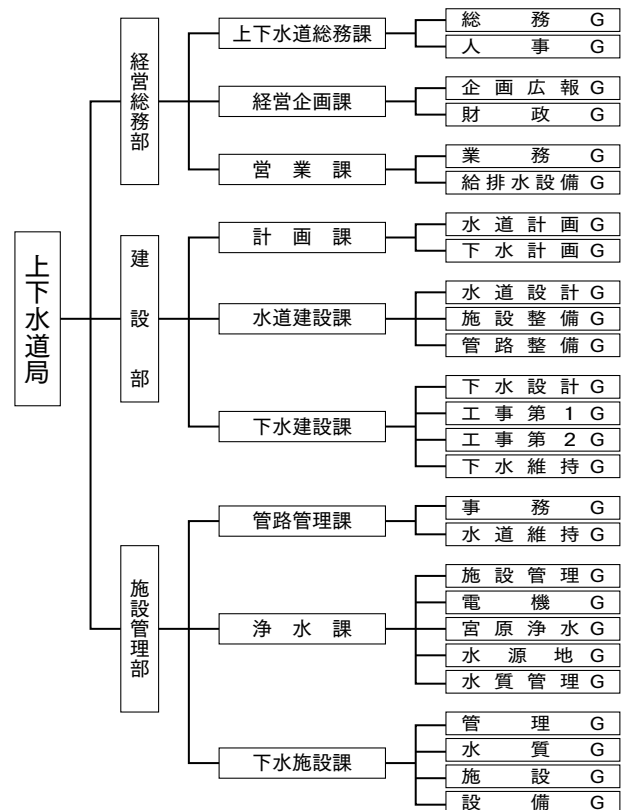 上下水道局
経営総務部
上下水道総務課
総務G
人事G
経営企画課
企画広報G
財政G
営業課
業務G
給排水設備G
建設部
計画課
水道計画G
下水計画G
水道建設課
水道設計G
施設整備G
管路整備G
下水建設課
下水設計G
工事第1G
工事第2G
下水維持G
施設管理部
管路管理課
事務G
水道維持G
浄水課
施設管理G
電機G
宮原浄水G
水源地G
水質管理G
下水施設課
管理G
水質G
施設G
設備G